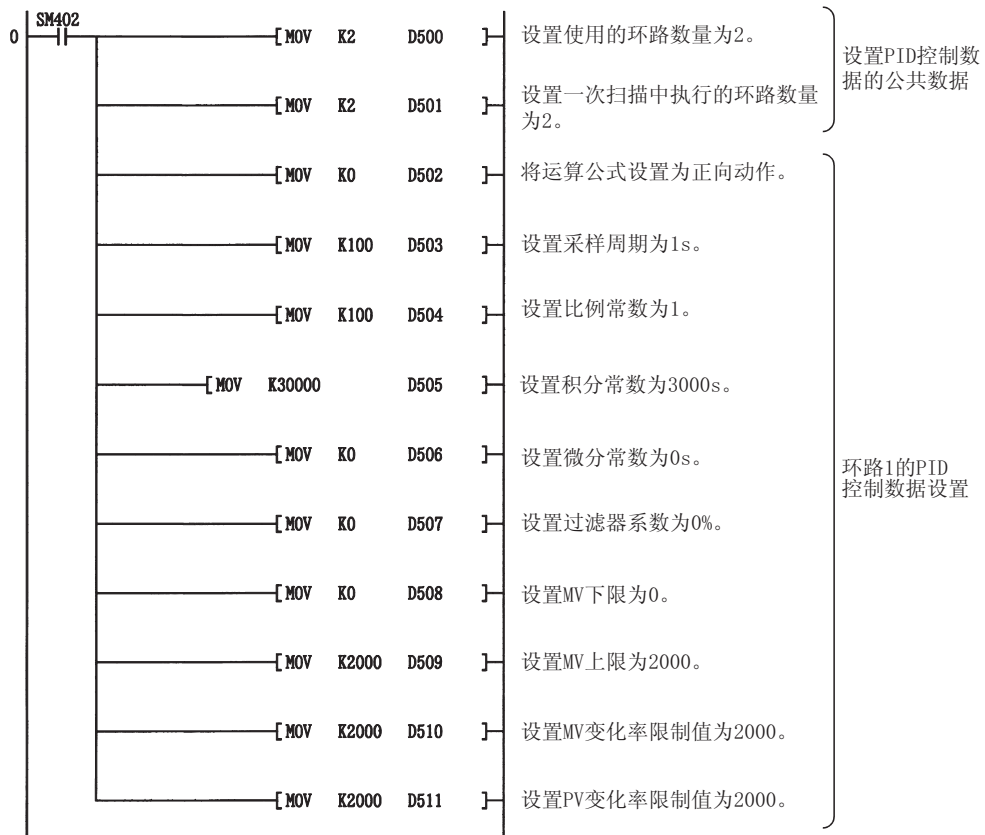 SM402
0 [ MOV K2 D500 ] 设置使用的环路数量为2。
设置PID控制数
据的公共数据
[ MOV K2 D501 ] 设置一次扫描中执行的环路数量
为2。
[ MOV K0 D502 ] 将运算公式设置为正向动作。
[ MOV K100 D503 ] 设置采样周期为1s。
[ MOV K100 D504 ] 设置比例常数为1。
[ MOV K30000 D505 ] 设置积分常数为3000s。
[ MOV K0 D506 ] 设置微分常数为0s。
环路1的PID
控制数据设置
[ MOV K0 D507 ] 设置过滤器系数为0%。
[ MOV K0 D508 ] 设置MV下限为0。
[ MOV K2000 D509 ] 设置MV上限为2000。
[ MOV K2000 D510 ] 设置MV变化率限制值为2000。
[ MOV K2000 D511 ] 设置PV变化率限制值为2000。